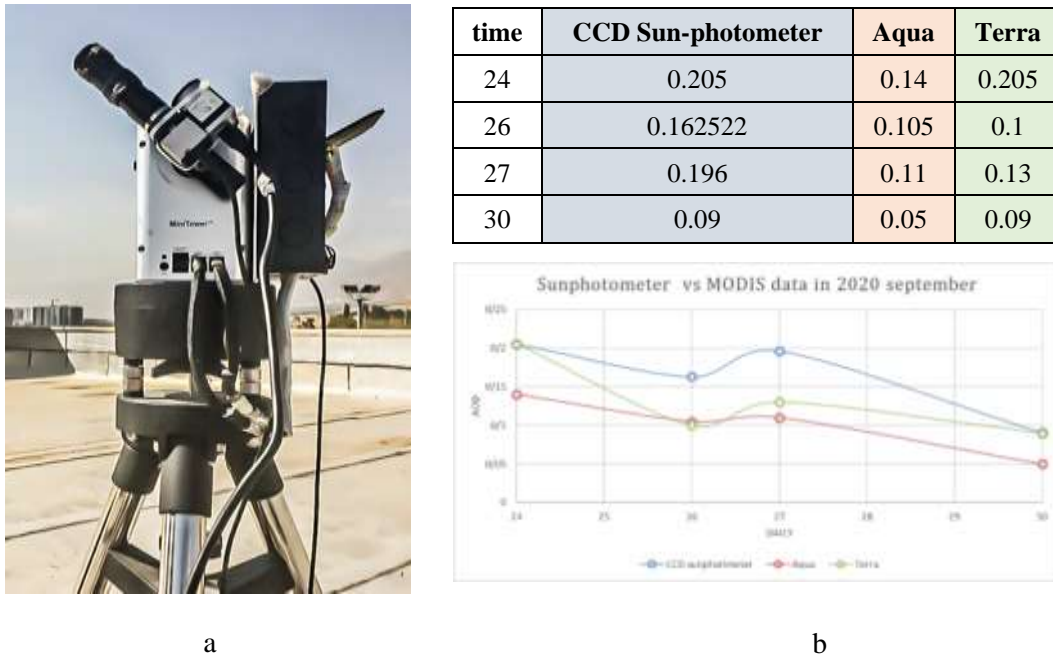 MiniTower
time CCD Sun-photometer Aqua Terra
24 0.205 0.14 0.205
26 0.162522 0.105 0.1
27 0.196 0.11 0.13
30 0.09 0.05 0.09
Sunphotometer vs MODIS data in 2020 september
0/25
0/2
0/15
0/1
0/05
0
AOD
24 25 26 27 28 29 30
CCD sunphotometer Aqua Terra
a b